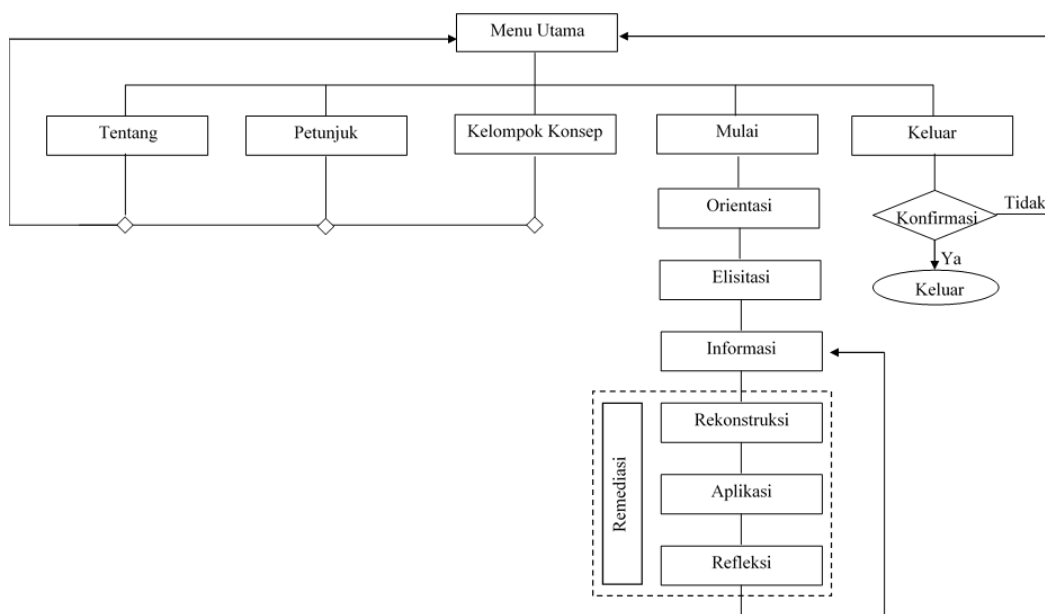 Menu Utama
Tentang
Petunjuk
Kelompok Konsep
Mulai
Keluar
Orientasi
Konfirmasi
Tidak
Ya
Keluar
Elisitasi
Informasi
Remediasi
Rekonstruksi
Aplikasi
Refleksi